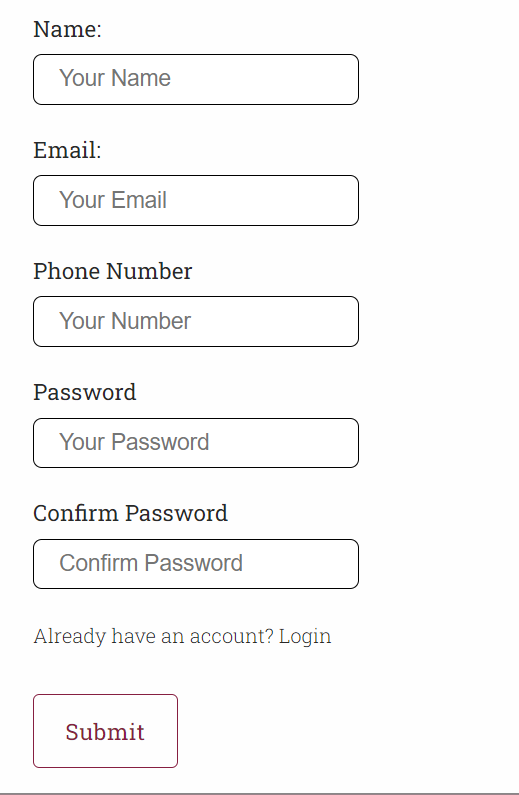 Name:
Your Name
Email:
Your Email
Phone Number
Your Number
Password
Your Password
Confirm Password
Confirm Password
Already have an account? Login
Submit